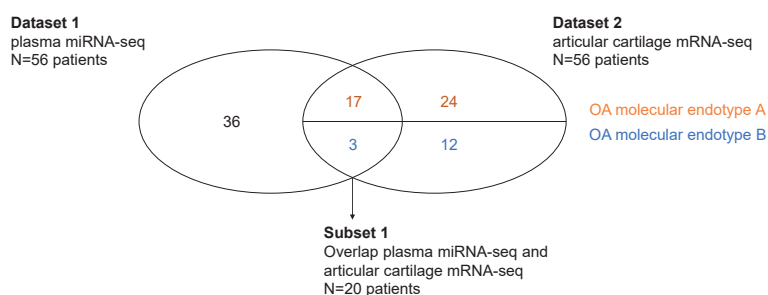 Dataset 1
plasma miRNA-seq
N=56 patients
Dataset 2
articular cartilage mRNA-seq
N=56 patients
36
17
24
3
12
OA molecular endotype A
OA molecular endotype B
Subset 1
Overlap plasma miRNA-seq and
articular cartilage mRNA-seq
N=20 patients